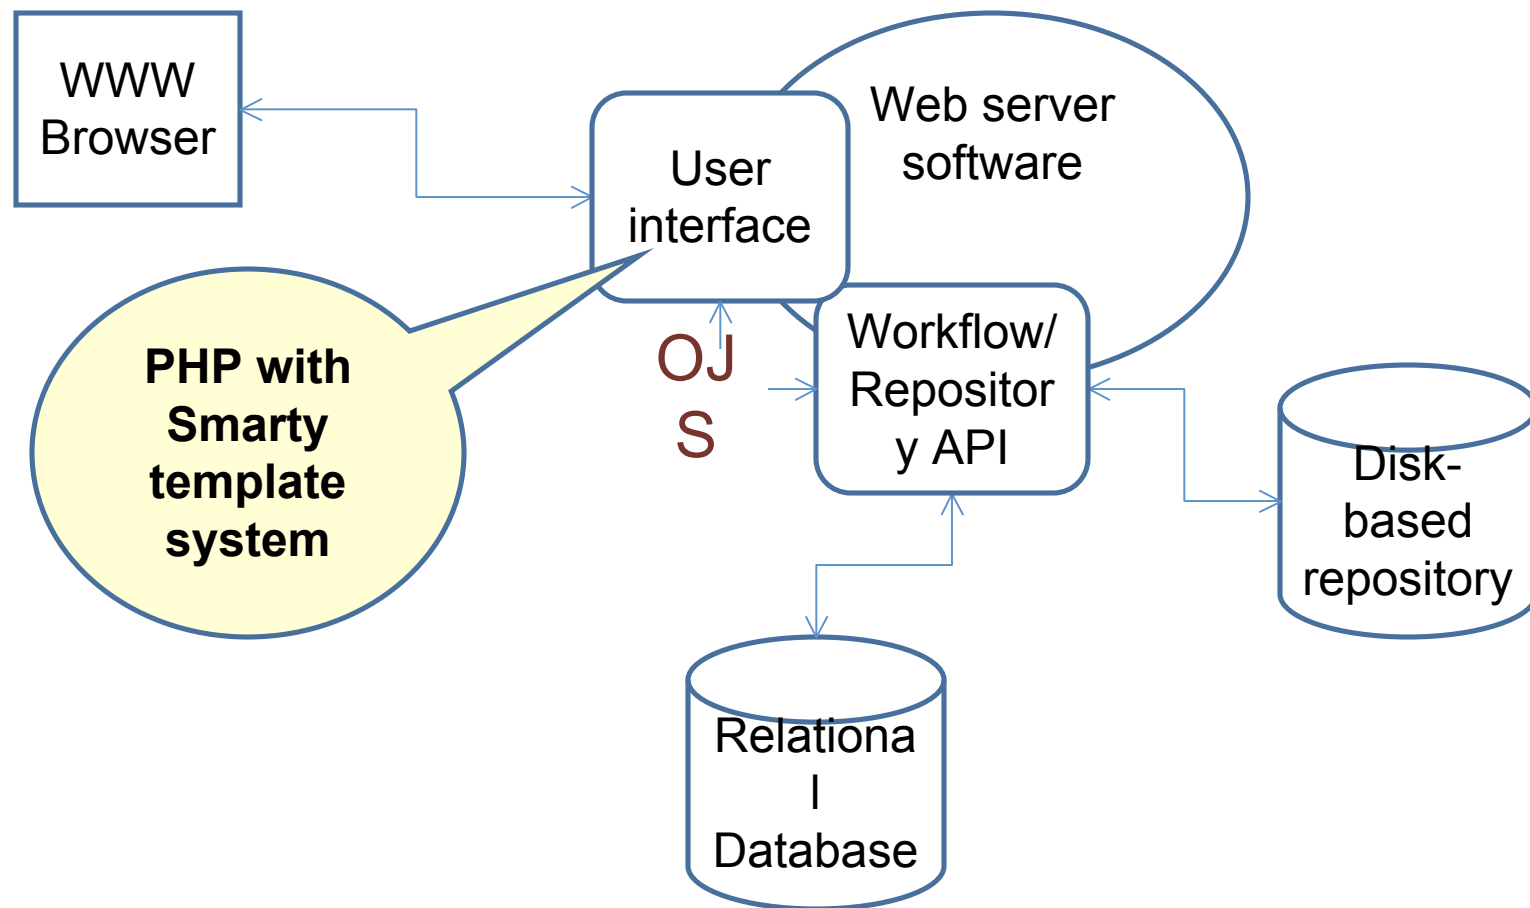 WWW
Browser
Web server
software
User
interface
PHP with
Smarty
template
system
OJ
S
Workflow/
Repositor
y API
Disk-
based
repository
Relationa
l
Database